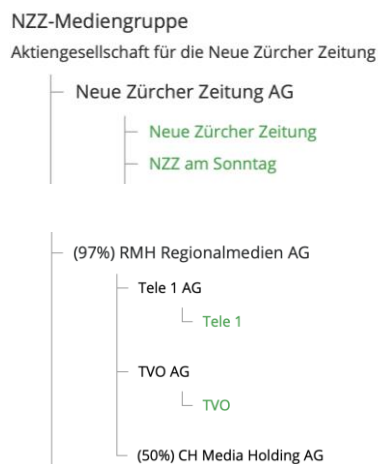 NZZ-Mediengruppe
Aktiengesellschaft für die Neue Zürcher Zeitung
Neue Zürcher Zeitung AG
Neue Zürcher Zeitung
NZZ am Sonntag
(97%) RMH Regionalmedien AG
Tele 1 AG
Tele 1
TVO AG
TVO
(50%) CH Media Holding AG